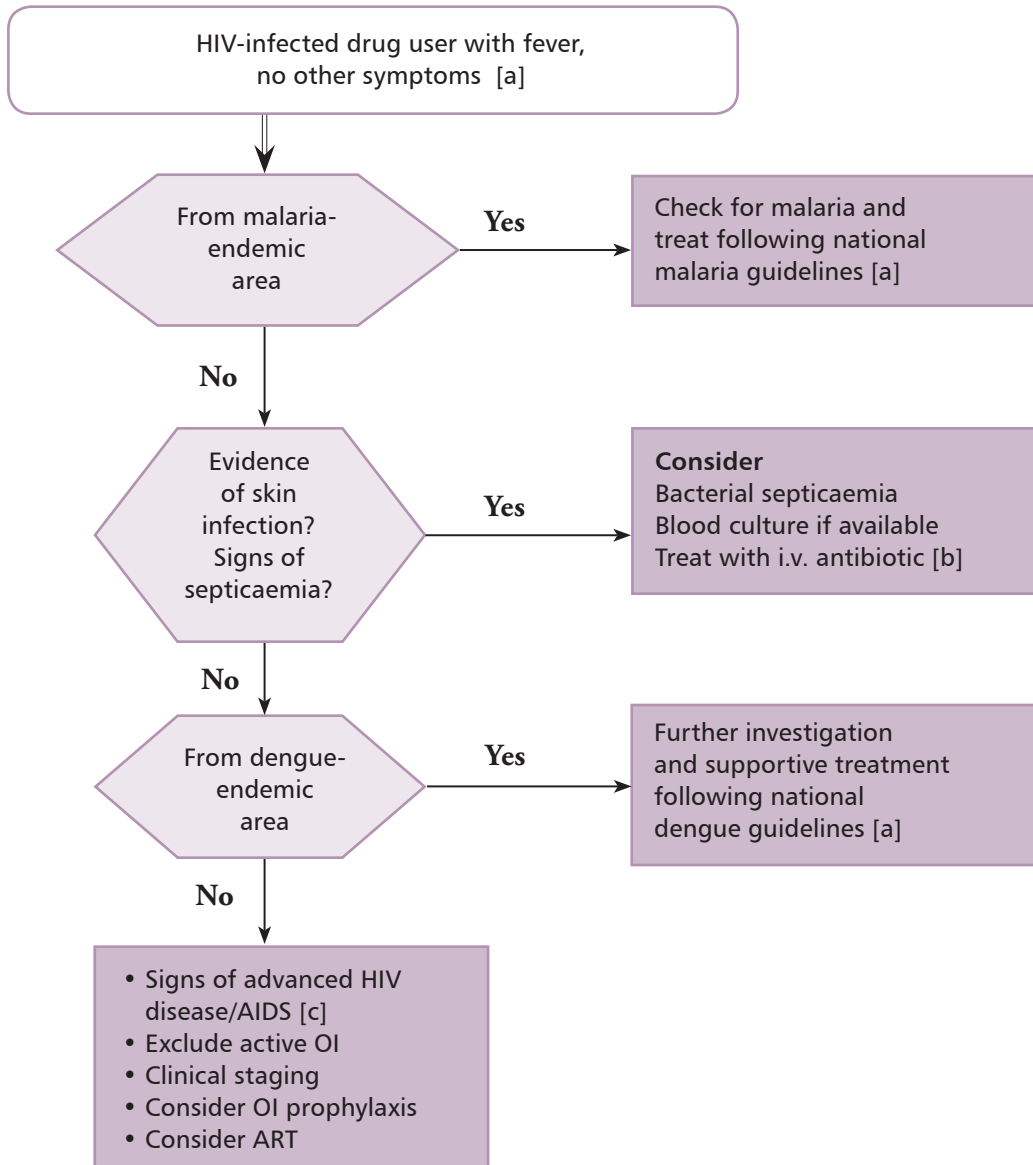 HIV-infected drug user with fever,
no other symptoms [a]
From malaria-
endemic
area
Yes
Check for malaria and
treat following national
malaria guidelines [a]
No
Evidence
of skin
infection?
Signs of
septicaemia?
Yes
Consider
Bacterial septicaemia
Blood culture if available
Treat with i.v. antibiotic [b]
No
From dengue-
endemic
area
Yes
Further investigation
and supportive treatment
following national
dengue guidelines [a]
No
• Signs of advanced HIV
disease/AIDS [c]
• Exclude active OI
• Clinical staging
• Consider OI prophylaxis
• Consider ART